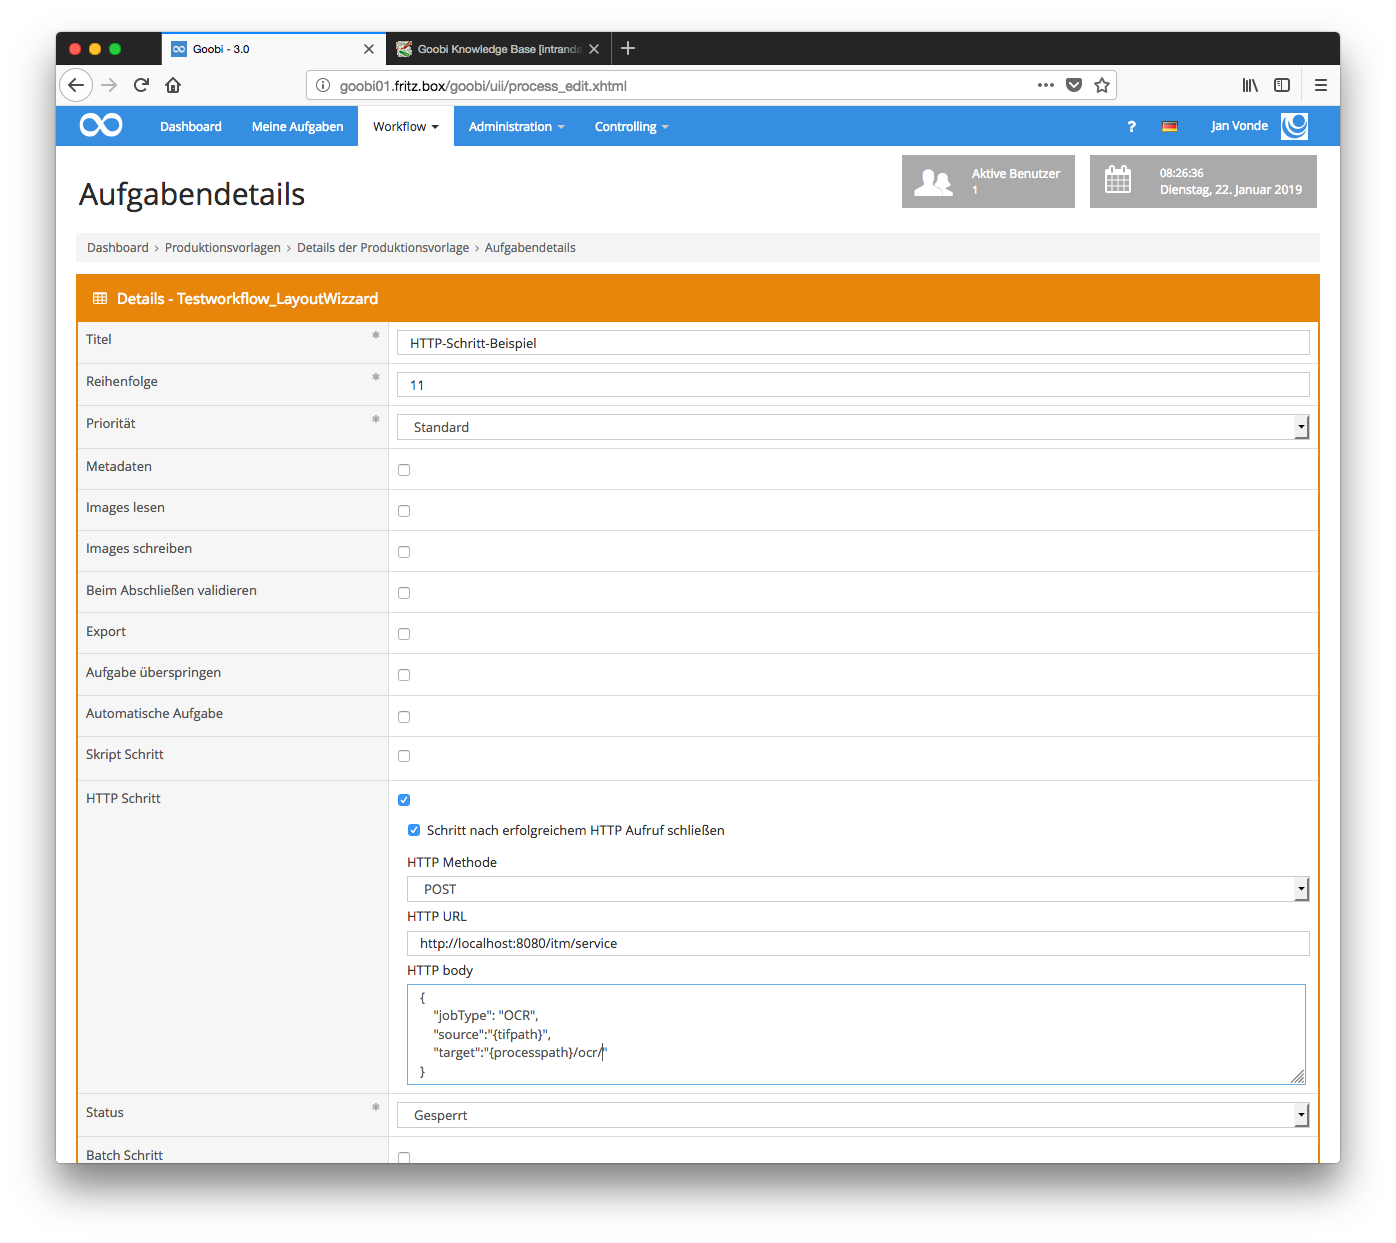 Goobi - 3.0
Goobi Knowledge Base [intranda
goobi01.fritz.box/goobi/uii/process_edit.xhtml
Dashboard Meine Aufgaben Workflow Administration Controlling ? Jan Vonde
Aufgabendetails
Aktive Benutzer
1
08:26:36
Dienstag, 22. Januar 2019
Dashboard › Produktionsvorlagen › Details der Produktionsvorlage › Aufgabendetails
Details - Testworkflow_LayoutWizzard
Titel *
HTTP-Schritt-Beispiel
Reihenfolge *
11
Priorität *
Standard
Metadaten
Images lesen
Images schreiben
Beim Abschließen validieren
Export
Aufgabe überspringen
Automatische Aufgabe
Skript Schritt
HTTP Schritt
Schritt nach erfolgreichem HTTP Aufruf schließen
HTTP Methode
POST
HTTP URL
http://localhost:8080/itm/service
HTTP body
{
"jobType": "OCR",
"source":"{tifpath}",
"target":"{processpath}/ocr/"
}
Status *
Gesperrt
Batch Schritt